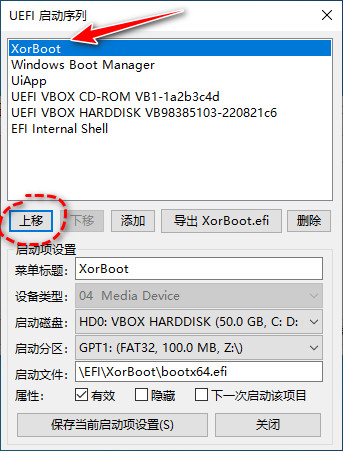 UEFI 启动序列
XorBoot
Windows Boot Manager
UiApp
UEFI VBOX CD-ROM VB1-1a2b3c4d
UEFI VBOX HARDDISK VB98385103-220821c6
EFI Internal Shell
上移 下移 添加 导出 XorBoot.efi 删除
启动项设置
菜单标题: XorBoot
设备类型: 04 Media Device
启动磁盘: HD0: VBOX HARDDISK (50.0 GB, C: D:
启动分区: GPT1: (FAT32, 100.0 MB, Z:\)
启动文件: \EFI\XorBoot\bootx64.efi
属性: 有效 隐藏 下一次启动该项目
保存当前启动项设置(S) 关闭